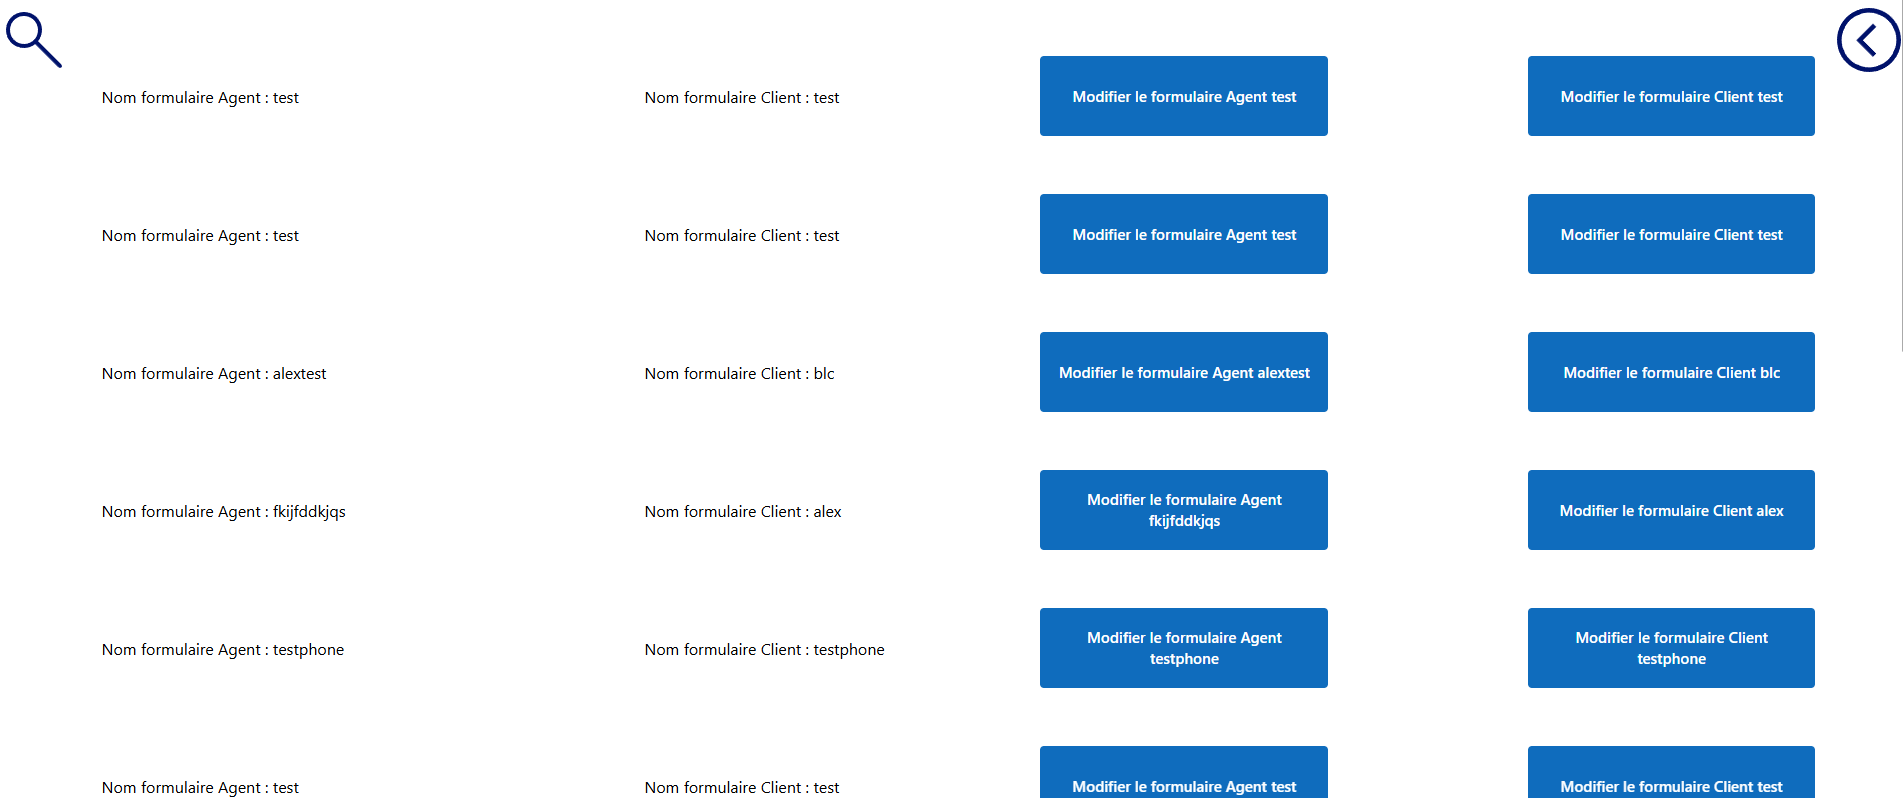 Nom formulaire Agent : test
Nom formulaire Client : test
Modifier le formulaire Agent test
Modifier le formulaire Client test
Nom formulaire Agent : test
Nom formulaire Client : test
Modifier le formulaire Agent test
Modifier le formulaire Client test
Nom formulaire Agent : alextest
Nom formulaire Client : blc
Modifier le formulaire Agent alextest
Modifier le formulaire Client blc
Nom formulaire Agent : fkijfddkjqs
Nom formulaire Client : alex
Modifier le formulaire Agent
fkijfddkjqs
Modifier le formulaire Client alex
Nom formulaire Agent : testphone
Nom formulaire Client : testphone
Modifier le formulaire Agent
testphone
Modifier le formulaire Client
testphone
Nom formulaire Agent : test
Nom formulaire Client : test
Modifier le formulaire Agent test
Modifier le formulaire Client test